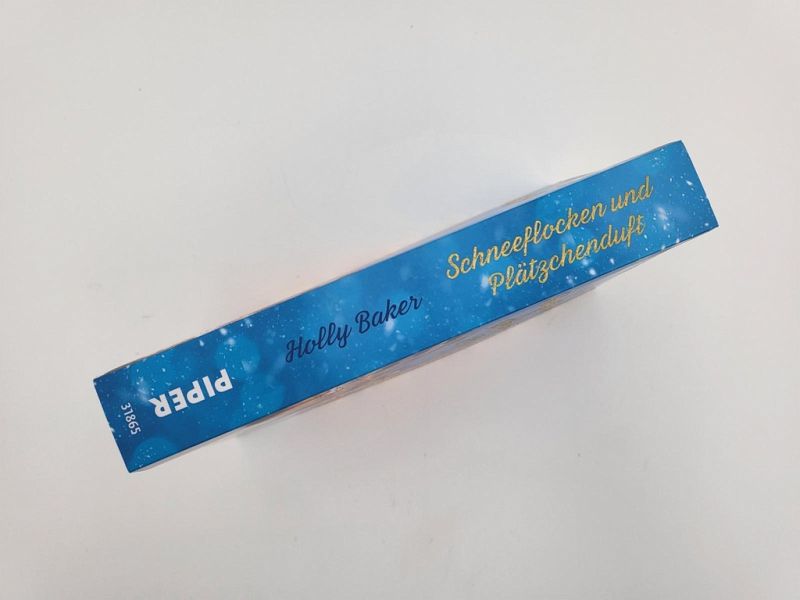 Schneeflocken und
Plätzchenduft
Holly Baker
PIPER
31865